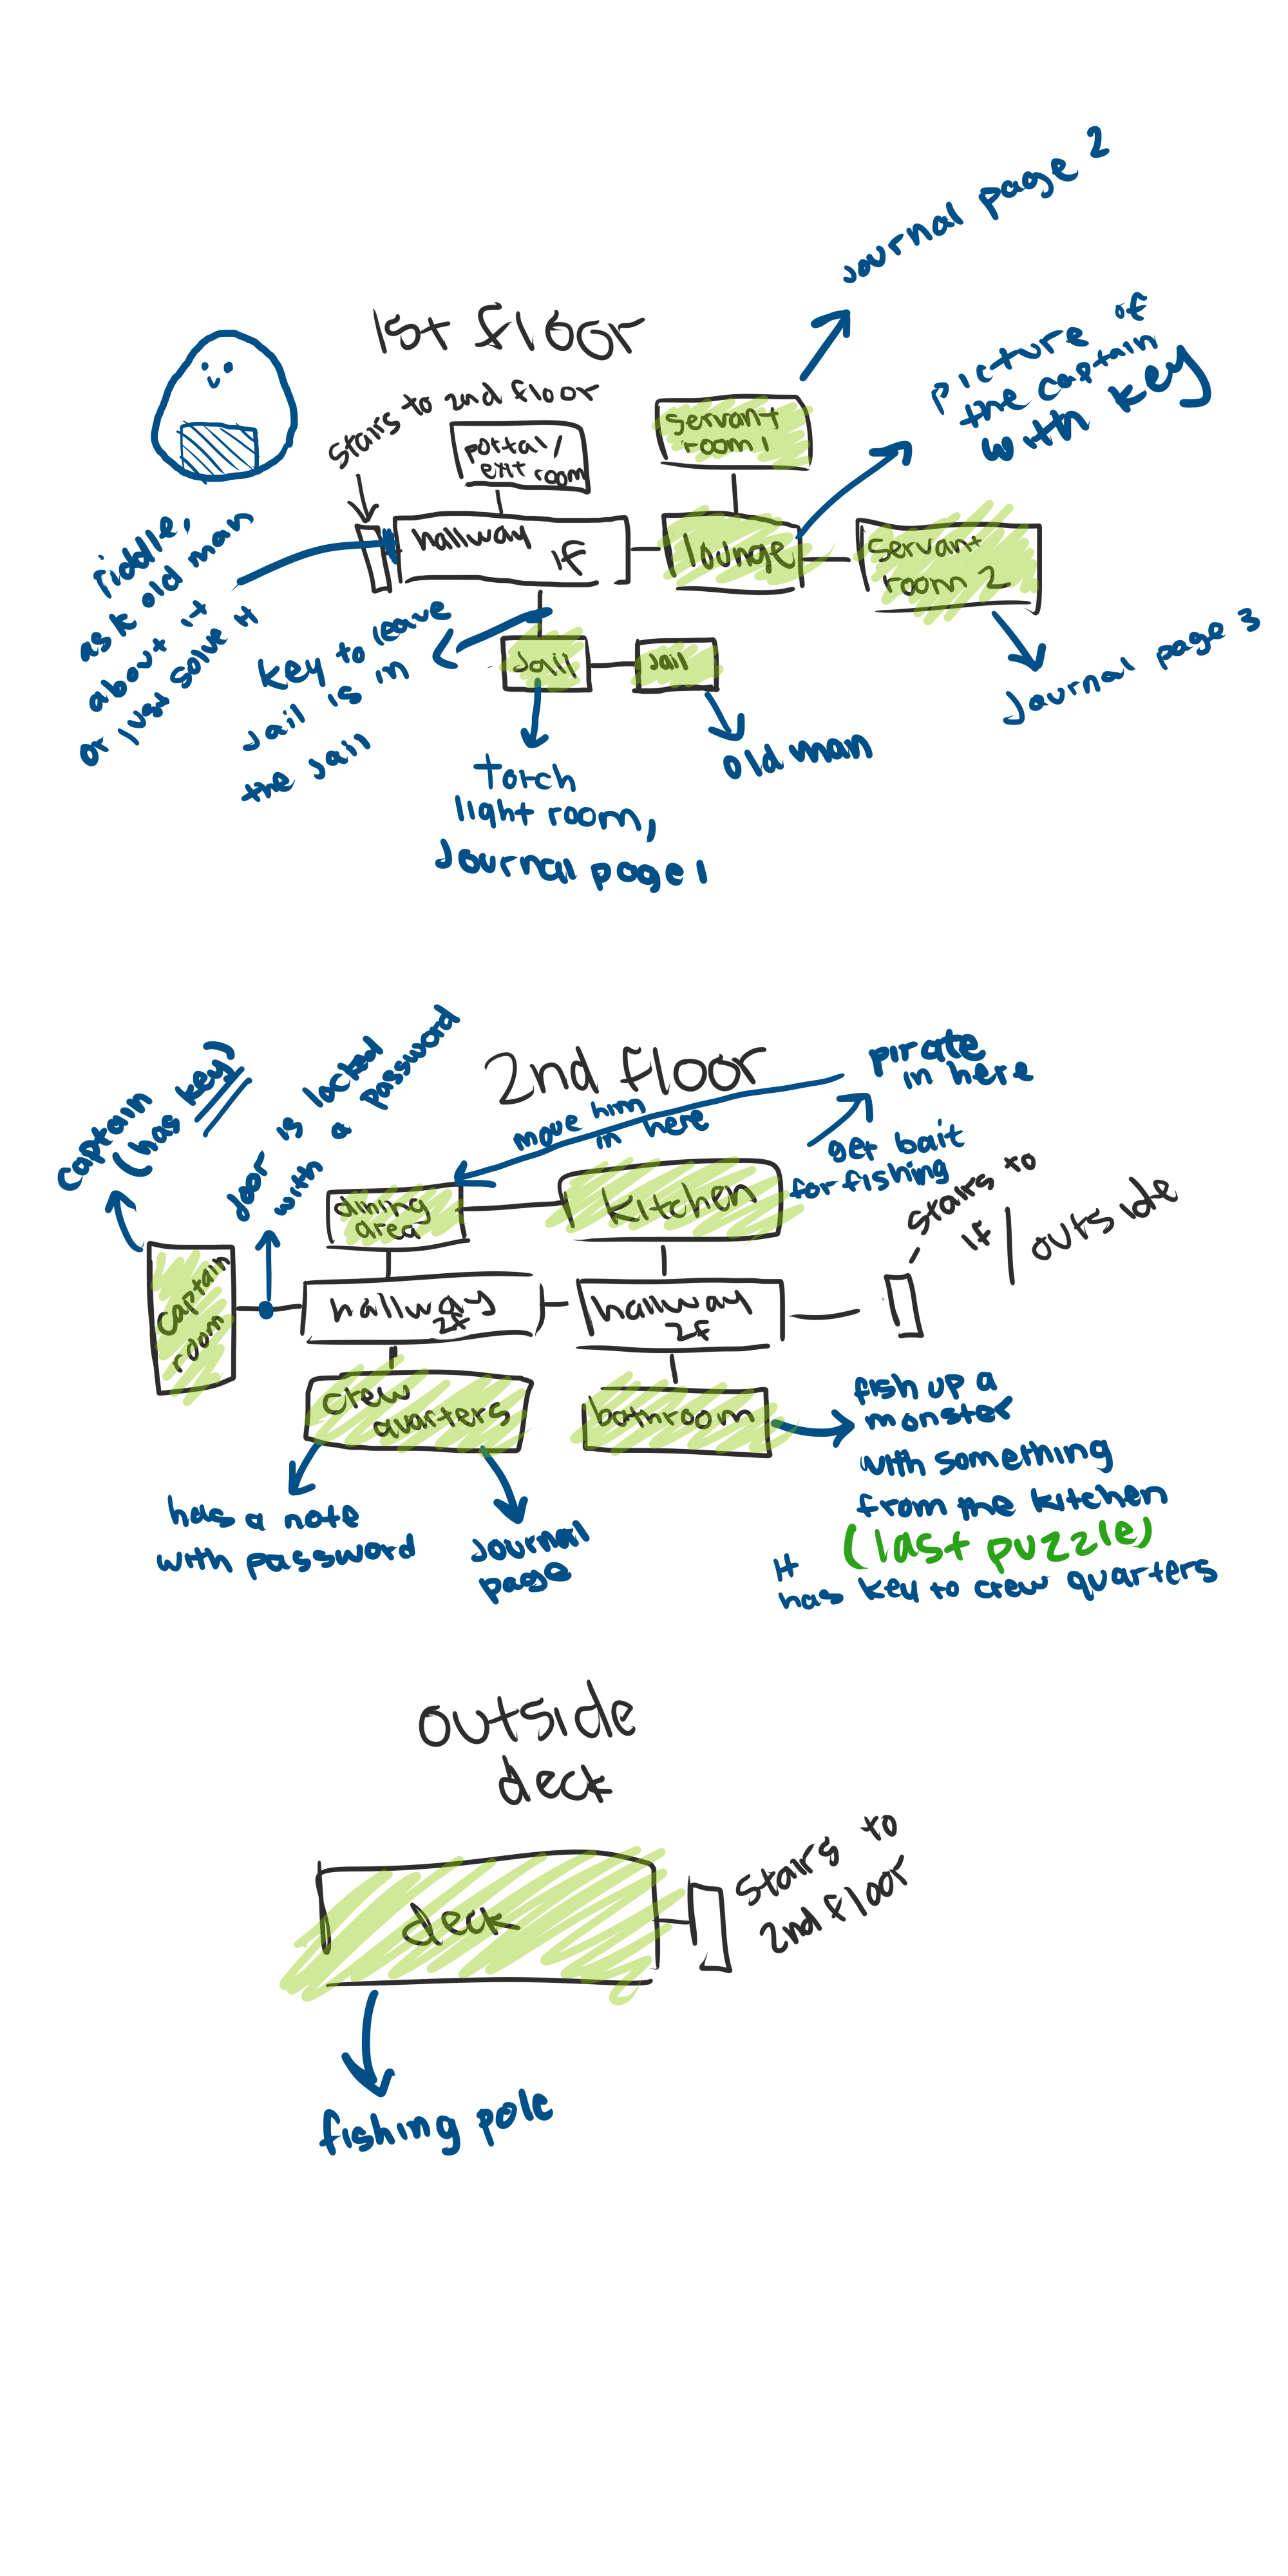 Journal page 2
1st floor
stairs to 2nd floor
portal/
exit room
servant
room 1
picture of
the captain
with key
hallway
1f
lounge
servant
room 2
riddle,
ask old man
about it
or just solve it
key to leave
Jail is in
the Jail
Jail
Jail
Journal page 3
old man
torch
light room,
Journal page 1
captain
(has key)
door is locked
with a password
2nd floor
pirate
in here
move him
in here
get bait
for fishing
stairs to
1f / outside
dining
area
kitchen
captain
room
hallway
2f
hallway
2f
crew
quarters
bathroom
fish up a
monster
with something
from the kitchen
(last puzzle)
it
has key to crew quarters
has a note
with password
Journal
page
outside
deck
deck
stairs to
2nd floor
fishing pole